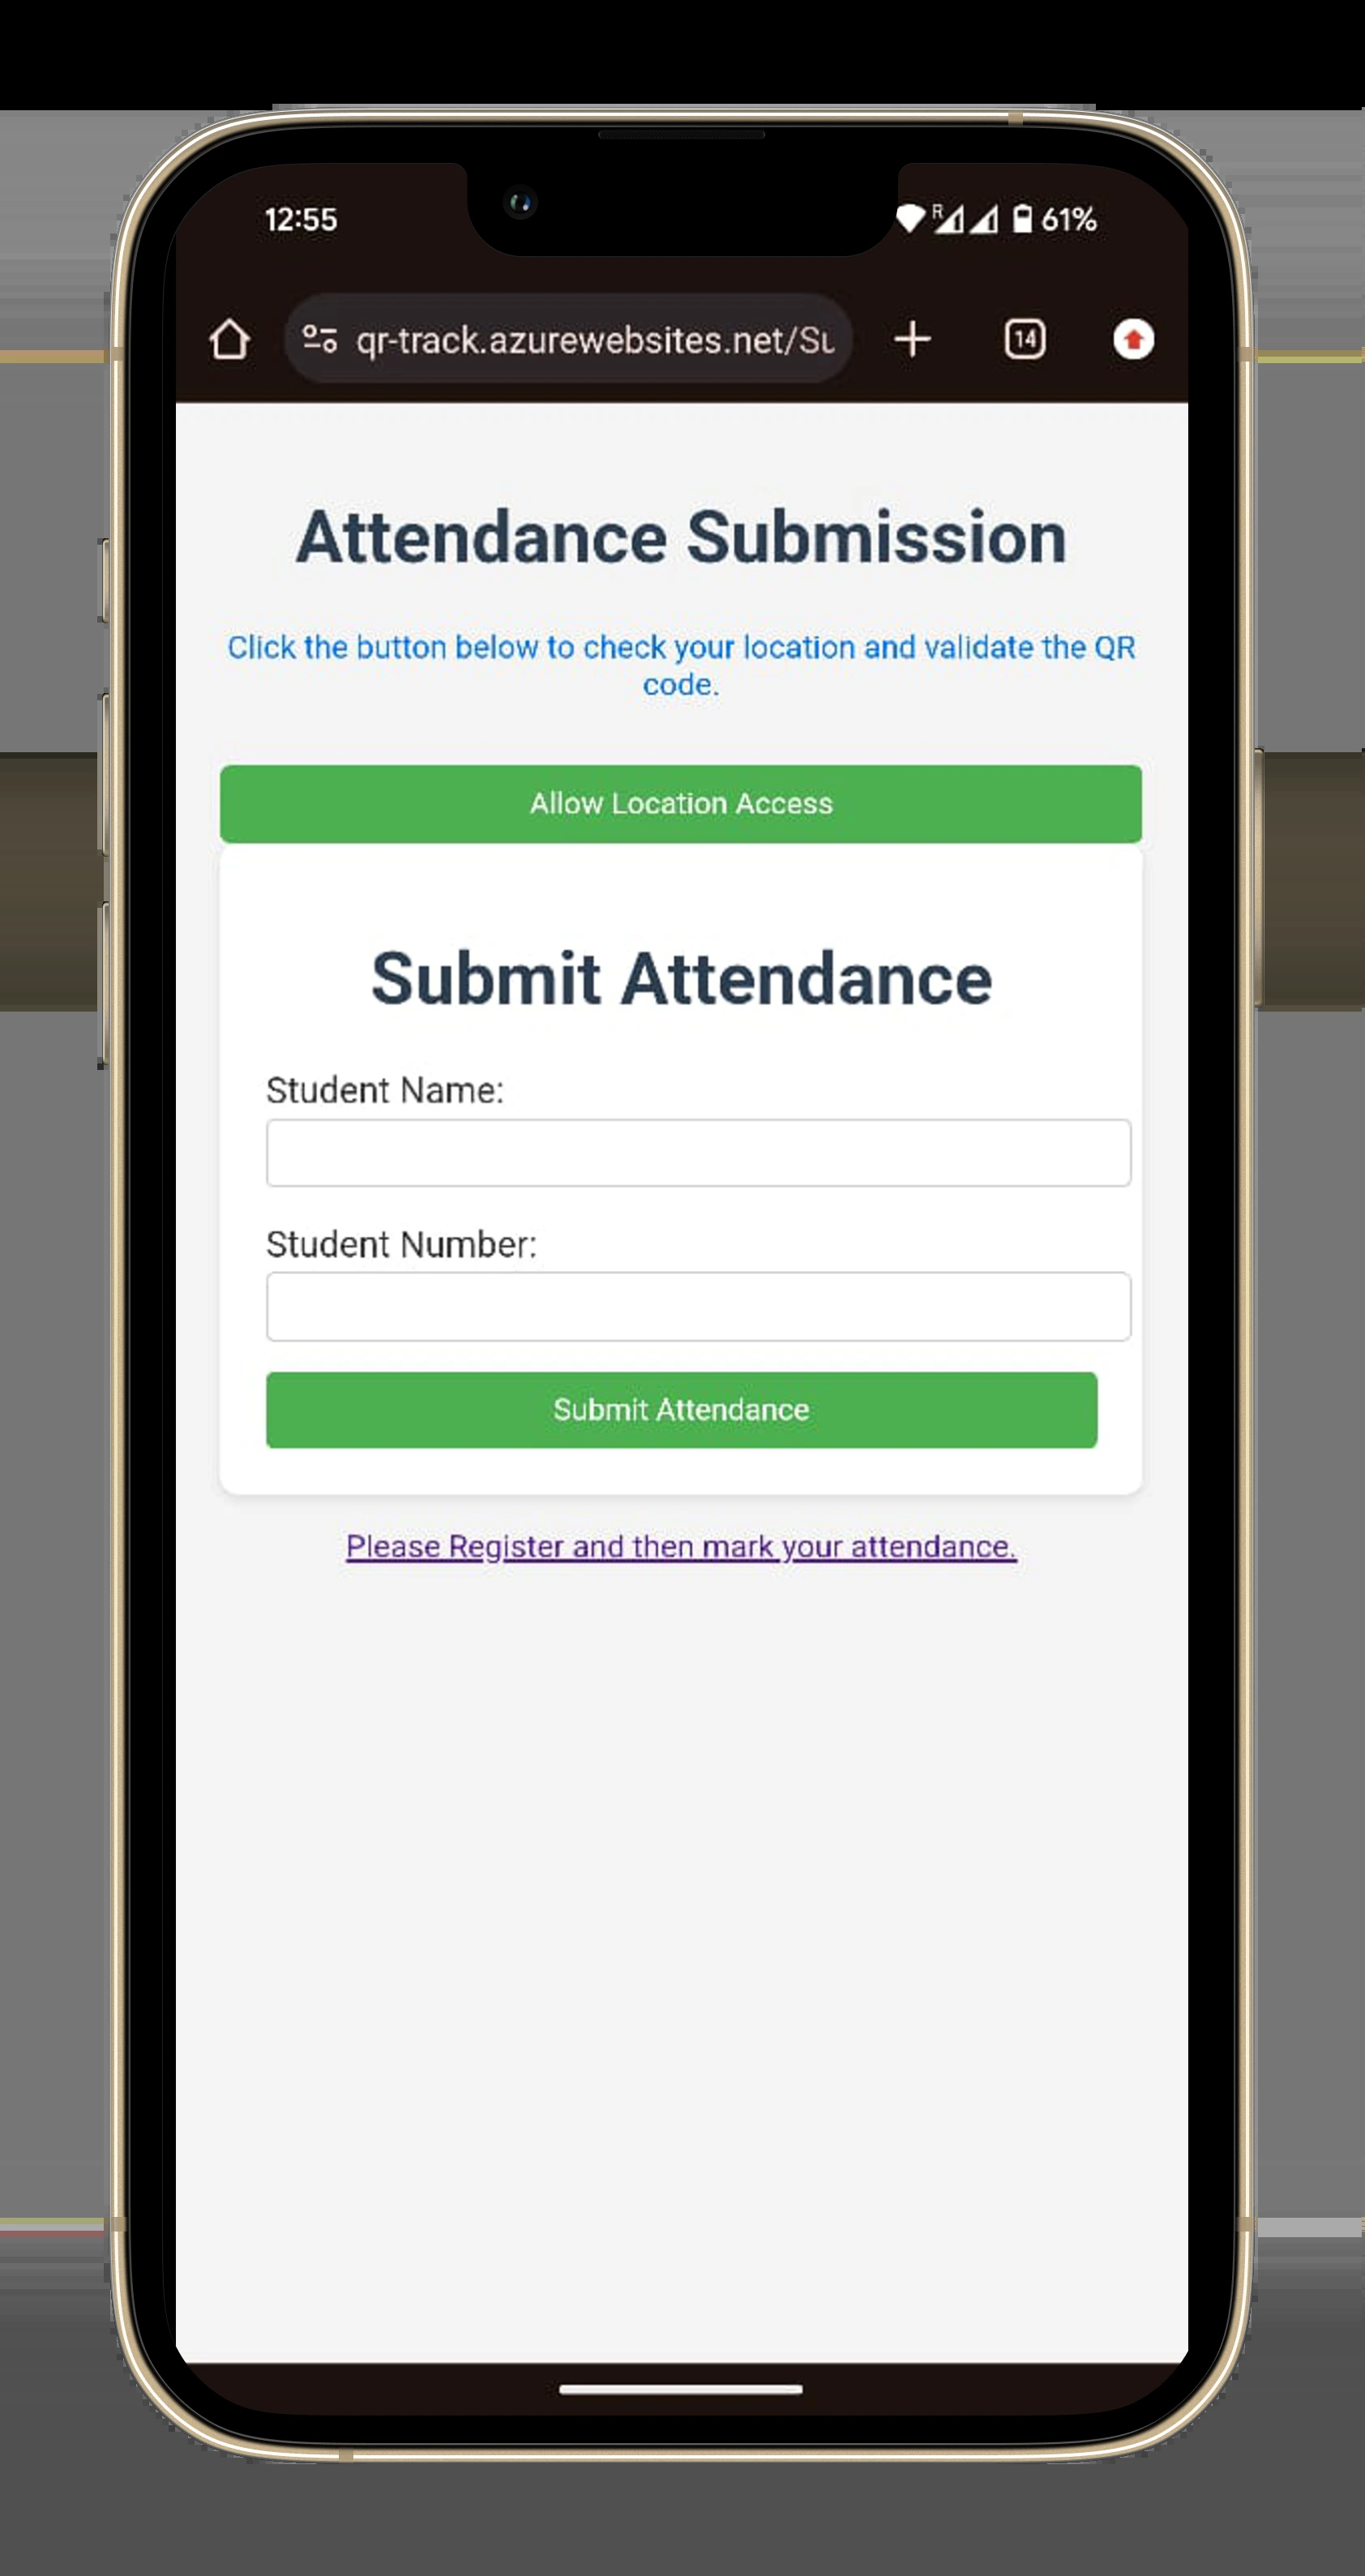 12:55
R 61%
qr-track.azurewebsites.net/Su
14
Attendance Submission
Click the button below to check your location and validate the QR
code.
Allow Location Access
Submit Attendance
Student Name:
Student Number:
Submit Attendance
Please Register and then mark your attendance.